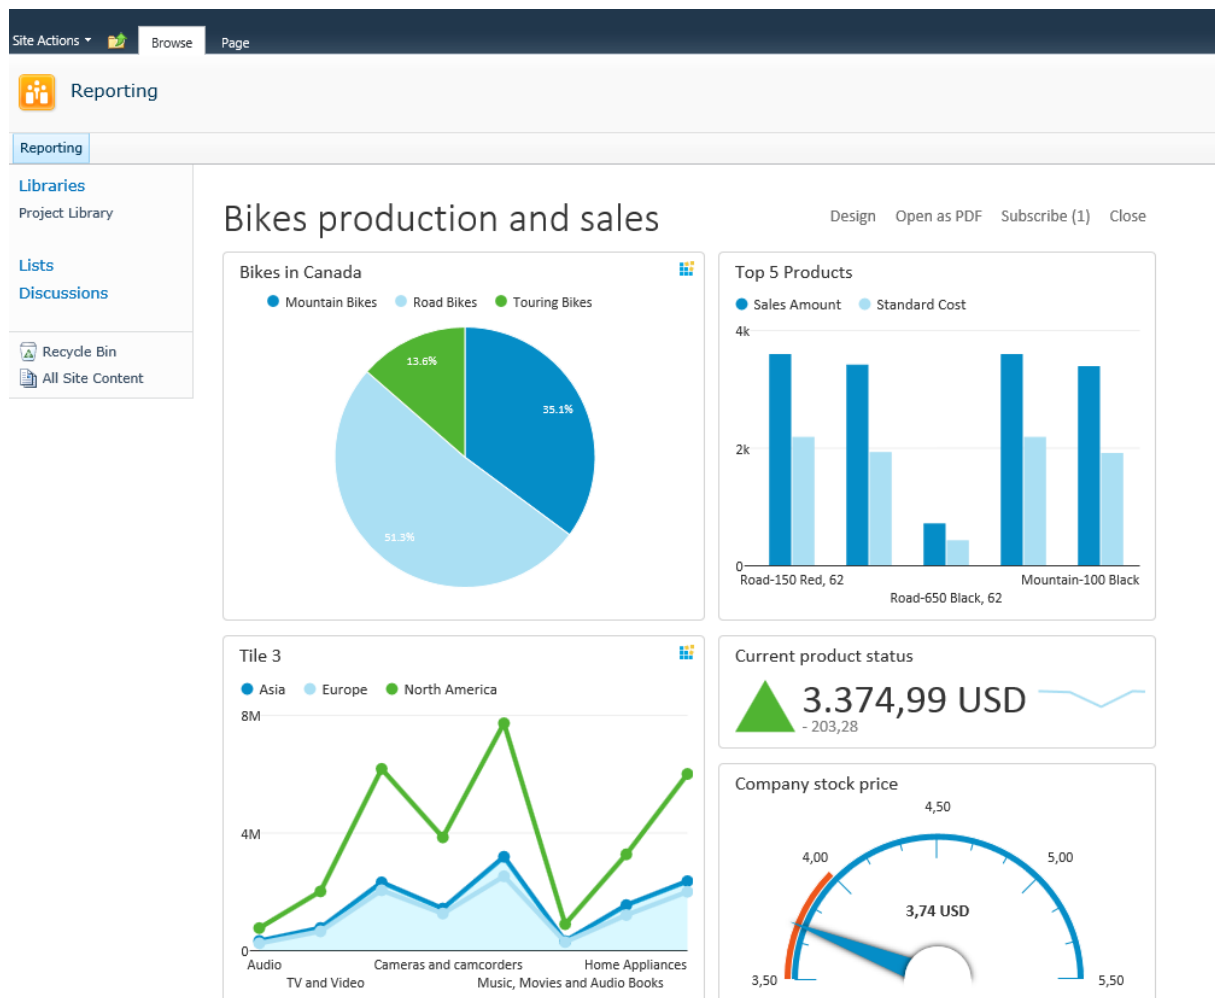 Site Actions
Browse
Page
Reporting
Reporting
Libraries
Project Library
Lists
Discussions
Recycle Bin
All Site Content
Bikes production and sales
Design Open as PDF Subscribe (1) Close
Bikes in Canada
Mountain Bikes Road Bikes Touring Bikes
13.6%
35.1%
51.3%
Top 5 Products
Sales Amount Standard Cost
4k
2k
0
Road-150 Red, 62 Mountain-100 Black
Road-650 Black, 62
Tile 3
Asia Europe North America
8M
4M
0
Audio Cameras and camcorders Home Appliances
TV and Video Music, Movies and Audio Books
Current product status
3.374,99 USD
- 203,28
Company stock price
4,50
4,00 5,00
3,74 USD
3,50 5,50